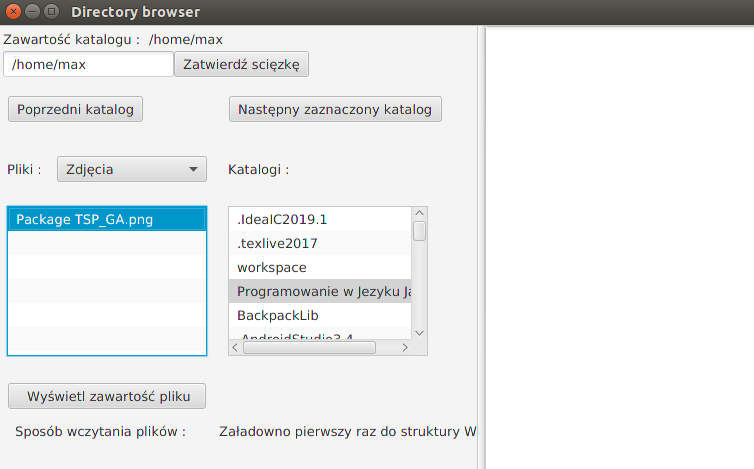 Directory browser
Zawartość katalogu : /home/max
/home/max Zatwierdź sciężkę
Poprzedni katalog Następny zaznaczony katalog
Pliki : Zdjęcia Katalogi :
Package TSP_GA.png
.IdealC2019.1
.texlive2017
workspace
Programowanie w Jezyku Ja
BackpackLib
.AndroidStudio3.4
Wyświetl zawartość pliku
Sposób wczytania plików : Załadowno pierwszy raz do struktury W